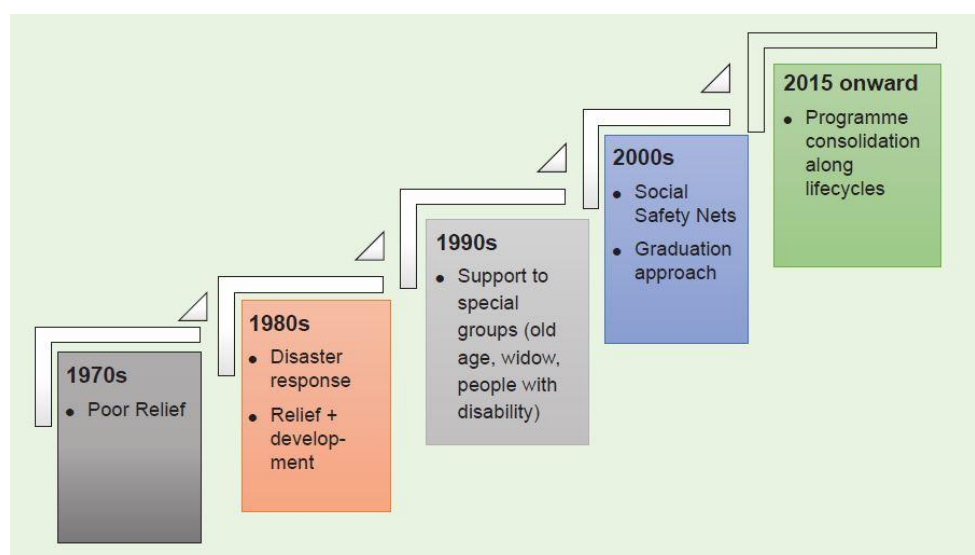 1970s
• Poor Relief
1980s
• Disaster
response
• Relief +
develop-
ment
1990s
• Support to
special
groups (old
age, widow,
people with
disability)
2000s
• Social
Safety Nets
• Graduation
approach
2015 onward
• Programme
consolidation
along
lifecycles